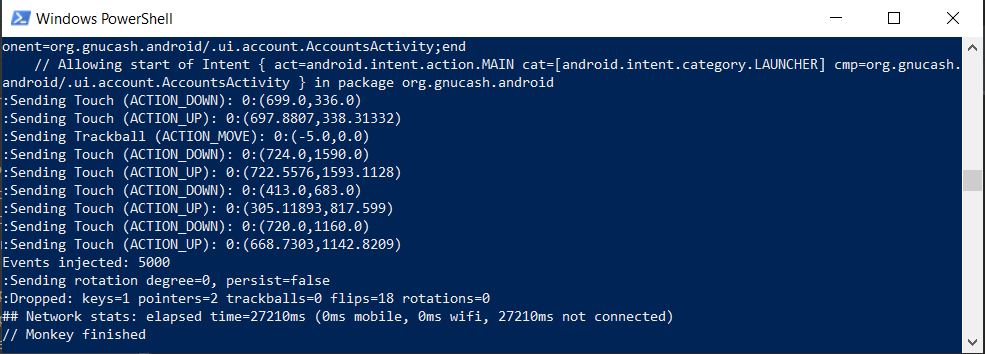 Windows PowerShell
onent=org.gnucash.android/.ui.account.AccountsActivity;end
// Allowing start of Intent { act=android.intent.action.MAIN cat=[android.intent.category.LAUNCHER] cmp=org.gnucash.
android/.ui.account.AccountsActivity } in package org.gnucash.android
:Sending Touch (ACTION_DOWN): 0:(699.0,336.0)
:Sending Touch (ACTION_UP): 0:(697.8807,338.31332)
:Sending Trackball (ACTION_MOVE): 0:(-5.0,0.0)
:Sending Touch (ACTION_DOWN): 0:(724.0,1590.0)
:Sending Touch (ACTION_UP): 0:(722.5576,1593.1128)
:Sending Touch (ACTION_DOWN): 0:(413.0,683.0)
:Sending Touch (ACTION_UP): 0:(305.11893,817.599)
:Sending Touch (ACTION_DOWN): 0:(720.0,1160.0)
:Sending Touch (ACTION_UP): 0:(668.7303,1142.8209)
Events injected: 5000
:Sending rotation degree=0, persist=false
:Dropped: keys=1 pointers=2 trackballs=0 flips=18 rotations=0
## Network stats: elapsed time=27210ms (0ms mobile, 0ms wifi, 27210ms not connected)
// Monkey finished